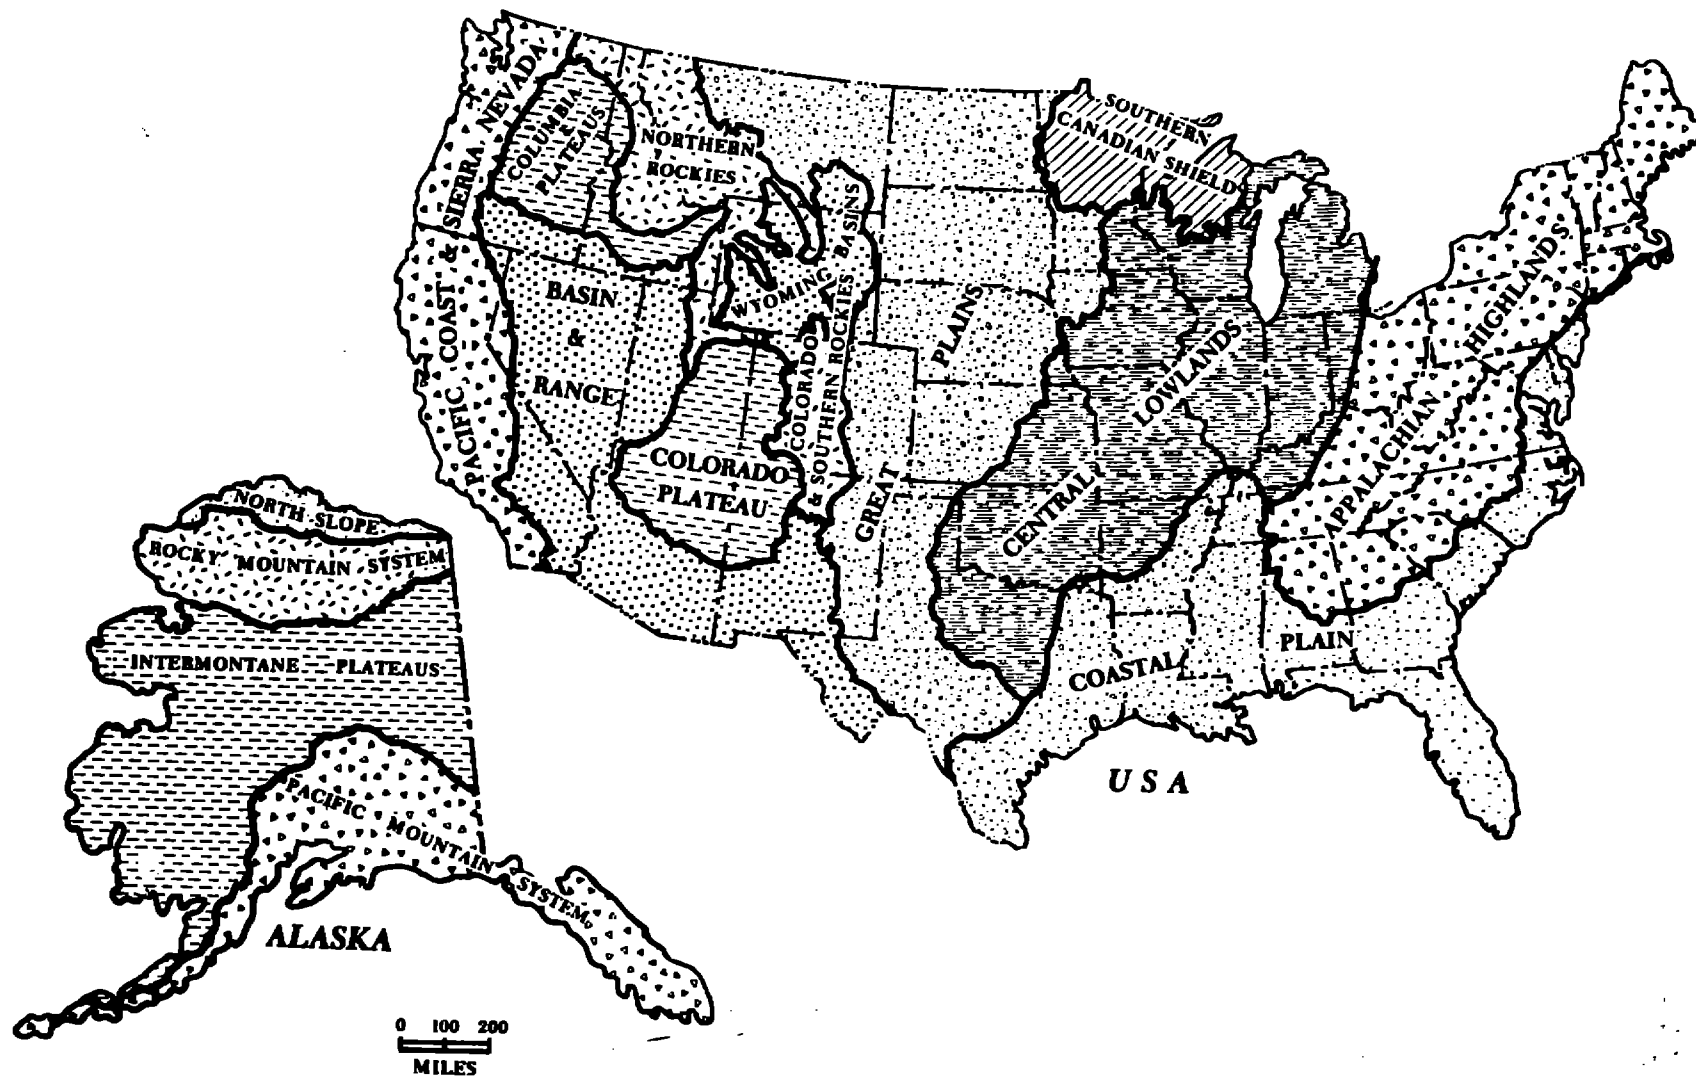 PACIFIC COAST & SIERRA NEVADA
COLUMBIA
&
PLATEAUS
NORTHERN
ROCKIES
SOUTHERN
CANADIAN SHIELD
BASIN
&
RANGE
WYOMING BASINS
COLORADO
& SOUTHERN ROCKIES
COLORADO
PLATEAU
GREAT PLAINS
CENTRAL LOWLANDS
APPALACHIAN HIGHLANDS
COASTAL PLAIN
USA
NORTH SLOPE
ROCKY MOUNTAIN SYSTEM
INTERMONTANE PLATEAUS
PACIFIC MOUNTAIN SYSTEM
ALASKA
0 100 200
MILES